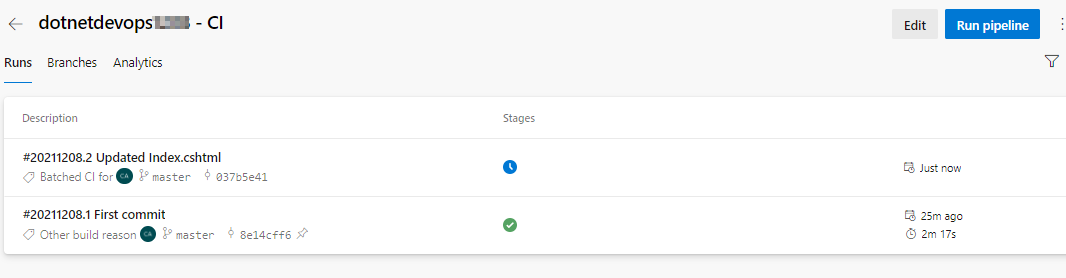 dotnetdevops - CI
Edit
Run pipeline
Runs Branches Analytics
Description Stages
#20211208.2 Updated Index.cshtml
Batched CI for CA master 037b5e41
Just now
#20211208.1 First commit
Other build reason CA master 8e14cff6
25m ago
2m 17s